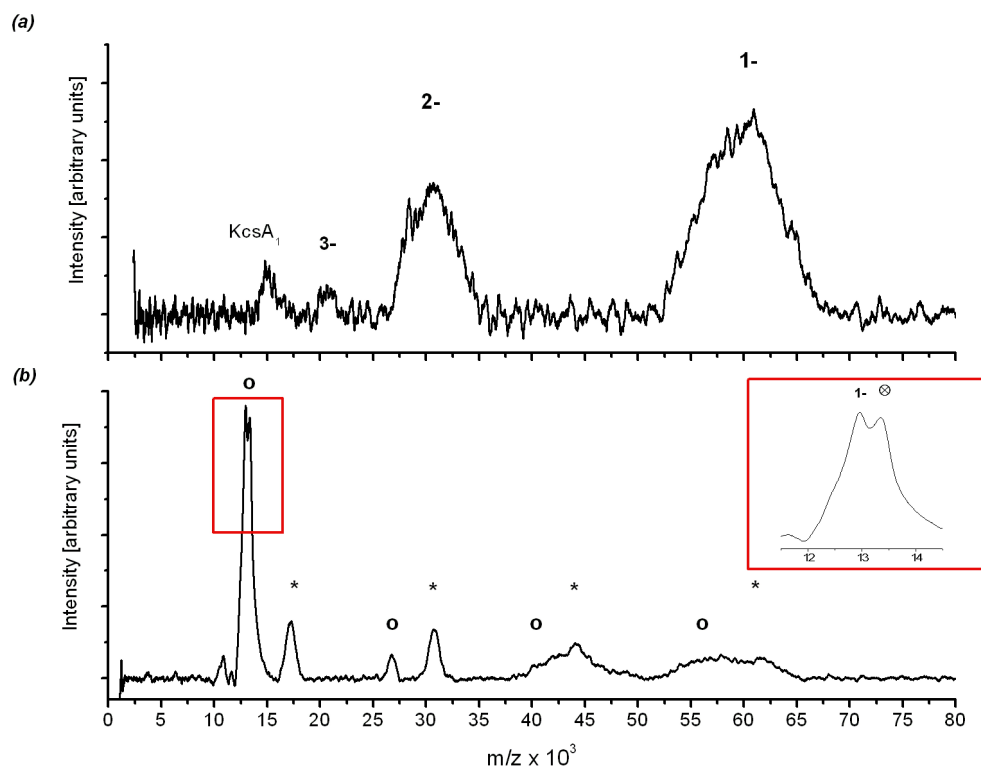 (a)
Intensity [arbitrary units]
KcsA₁
3-
2-
1-
(b)
Intensity [arbitrary units]
o
*
o
*
o
*
o
*
1- ⊗
12 13 14
0 5 10 15 20 25 30 35 40 45 50 55 60 65 70 75 80
m/z x 10³